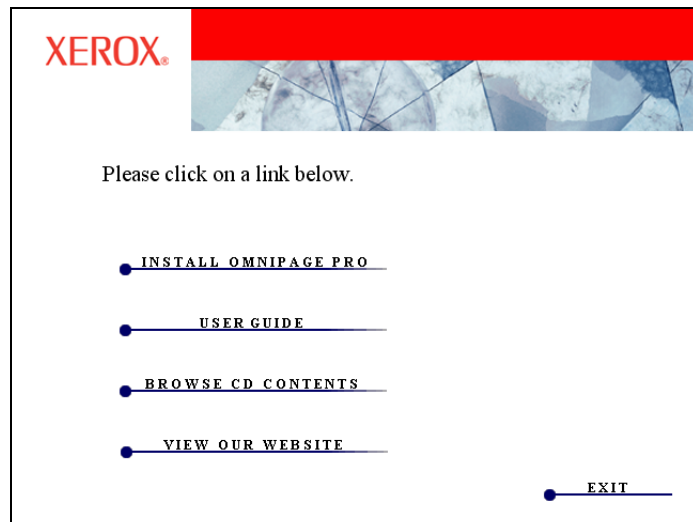 XEROX®
Please click on a link below.
INSTALL OMNIPAGE PRO
USER GUIDE
BROWSE CD CONTENTS
VIEW OUR WEBSITE
EXIT